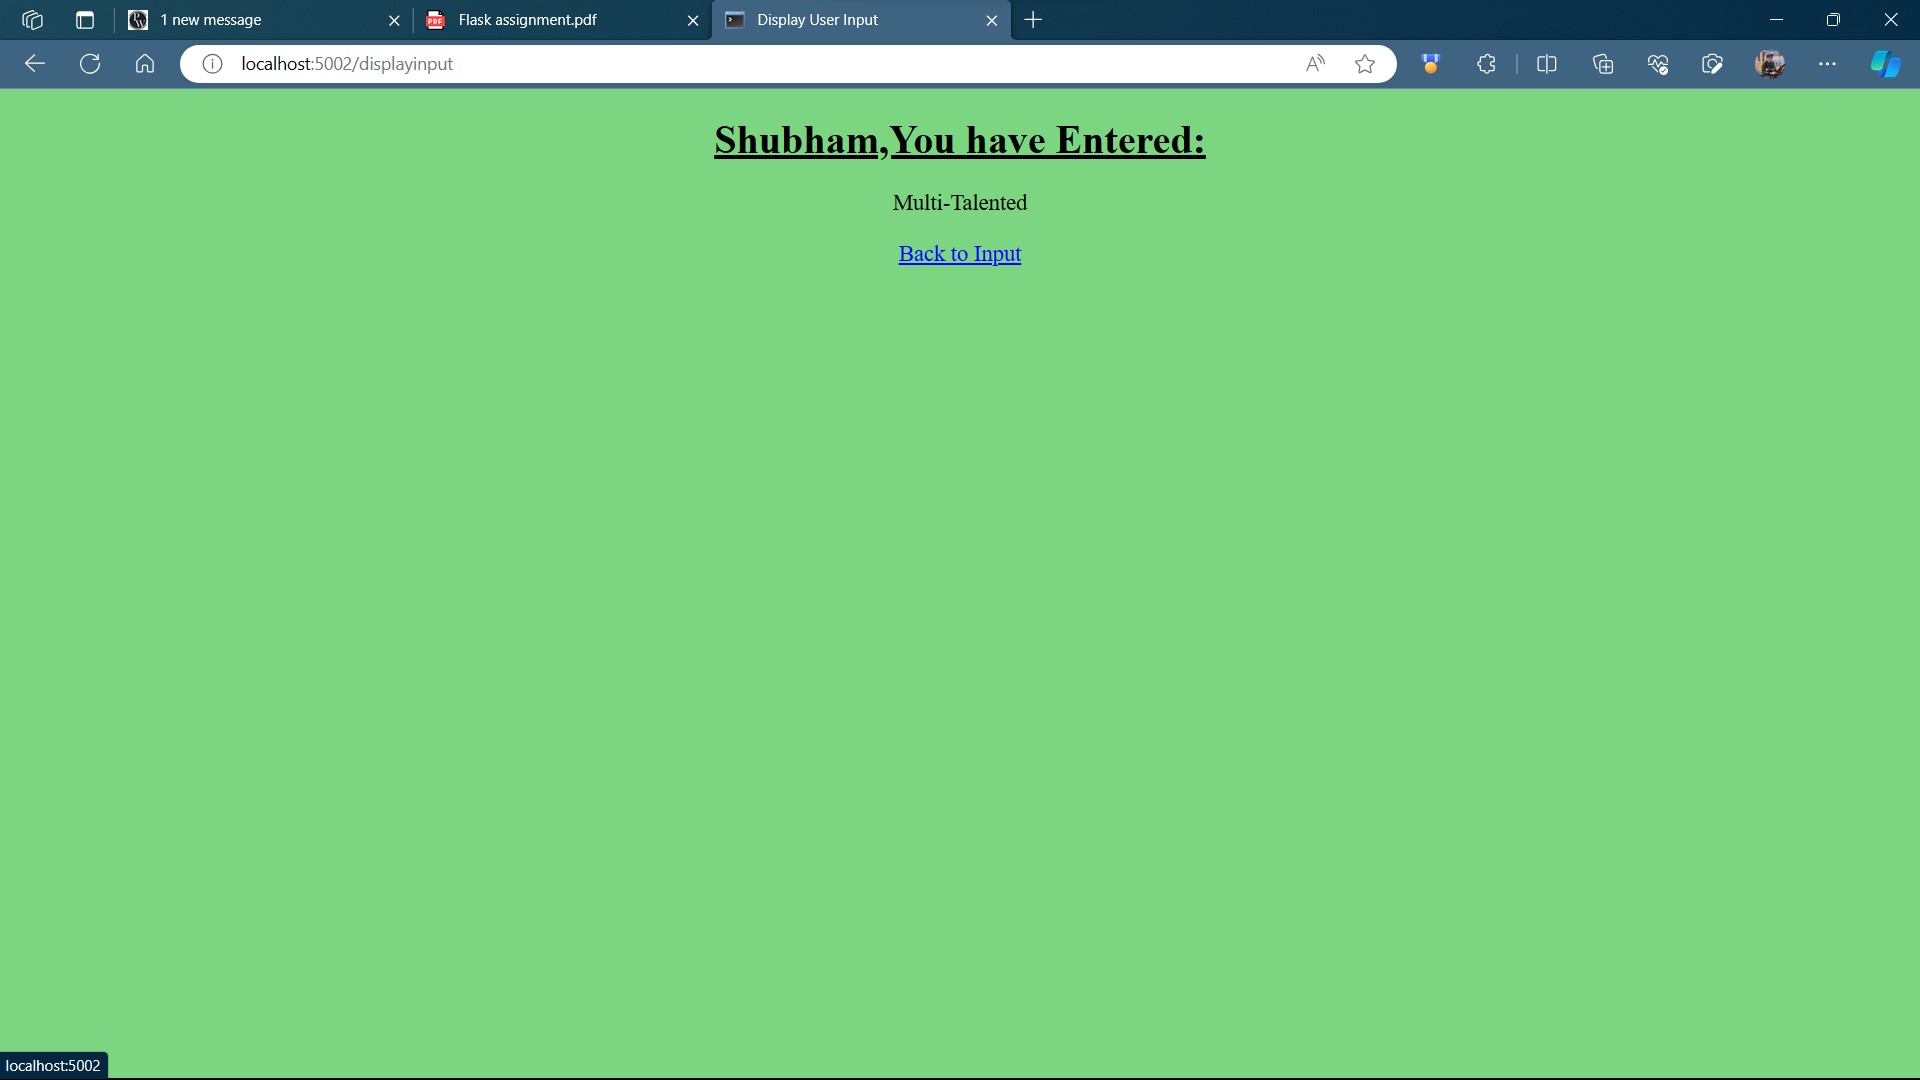 1 new message
Flask assignment.pdf
Display User Input
localhost:5002/displayinput
Shubham,You have Entered:
Multi-Talented
Back to Input
localhost:5002